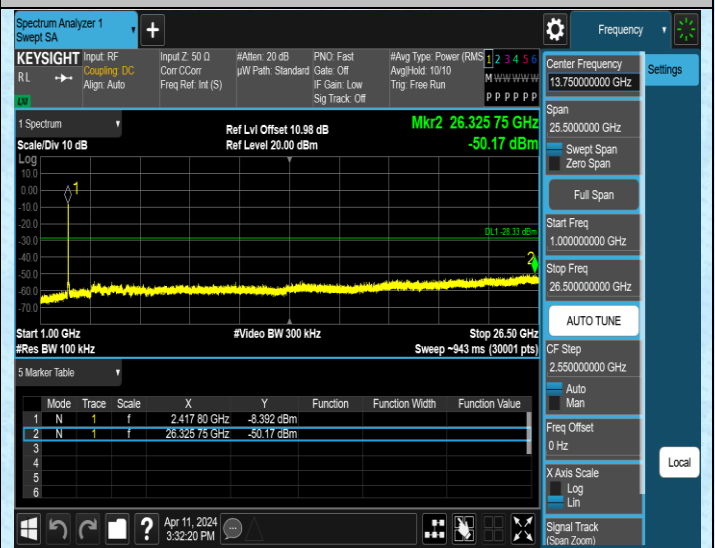 Spectrum Analyzer 1
Swept SA
+
Frequency
KEYSIGHT
RL
LNI
Input: RF
Coupling: DC
Align: Auto
Input Z: 50 Ω
Corr CCorr
Freq Ref: Int (S)
#Atten: 20 dB
µW Path: Standard
PNO: Fast
Gate: Off
IF Gain: Low
Sig Track: Off
#Avg Type: Power (RMS
Avg|Hold: 10/10
Trig: Free Run
1 2 3 4 5 6
M W W W W W
P P P P P P
Settings
1 Spectrum
Scale/Div 10 dB
Ref Lvl Offset 10.98 dB
Ref Level 20.00 dBm
Mkr2 26.325 75 GHz
-50.17 dBm
Log
10.0
0.00
-10.0
-20.0
-30.0
-40.0
-50.0
-60.0
-70.0
1
DL1 -28.33 dBm
2
Start 1.00 GHz
#Res BW 100 kHz
#Video BW 300 kHz
Stop 26.50 GHz
Sweep ~943 ms (30001 pts)
5 Marker Table
Mode Trace Scale X Y Function Function Width Function Value
1 N 1 f 2.417 80 GHz -8.392 dBm
2 N 1 f 26.325 75 GHz -50.17 dBm
3
4
5
6
Center Frequency
13.75000000 GHz
Span
25.5000000 GHz
Swept Span
Zero Span
Full Span
Start Freq
1.000000000 GHz
Stop Freq
26.500000000 GHz
AUTO TUNE
CF Step
2.550000000 GHz
Auto
Man
Freq Offset
0 Hz
X Axis Scale
Log
Lin
Signal Track
(Span Zoom)
Local
?
Apr 11, 2024
3:32:20 PM